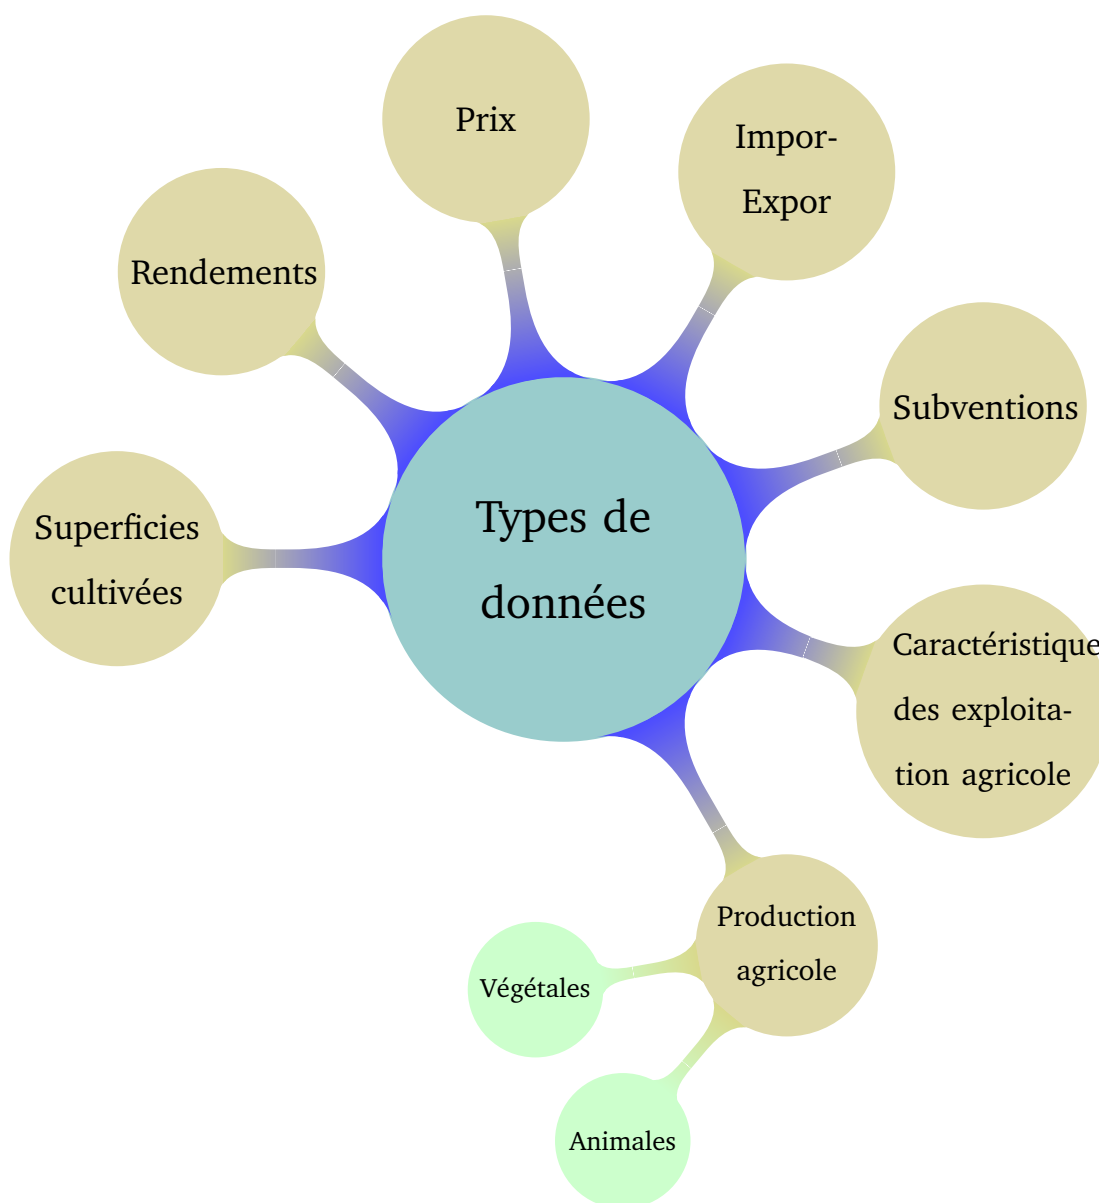 Types de
données
Prix
Impor-
Expor
Subventions
Caractéristique
des exploita-
tion agricole
Production
agricole
Végétales
Animales
Superficies
cultivées
Rendements